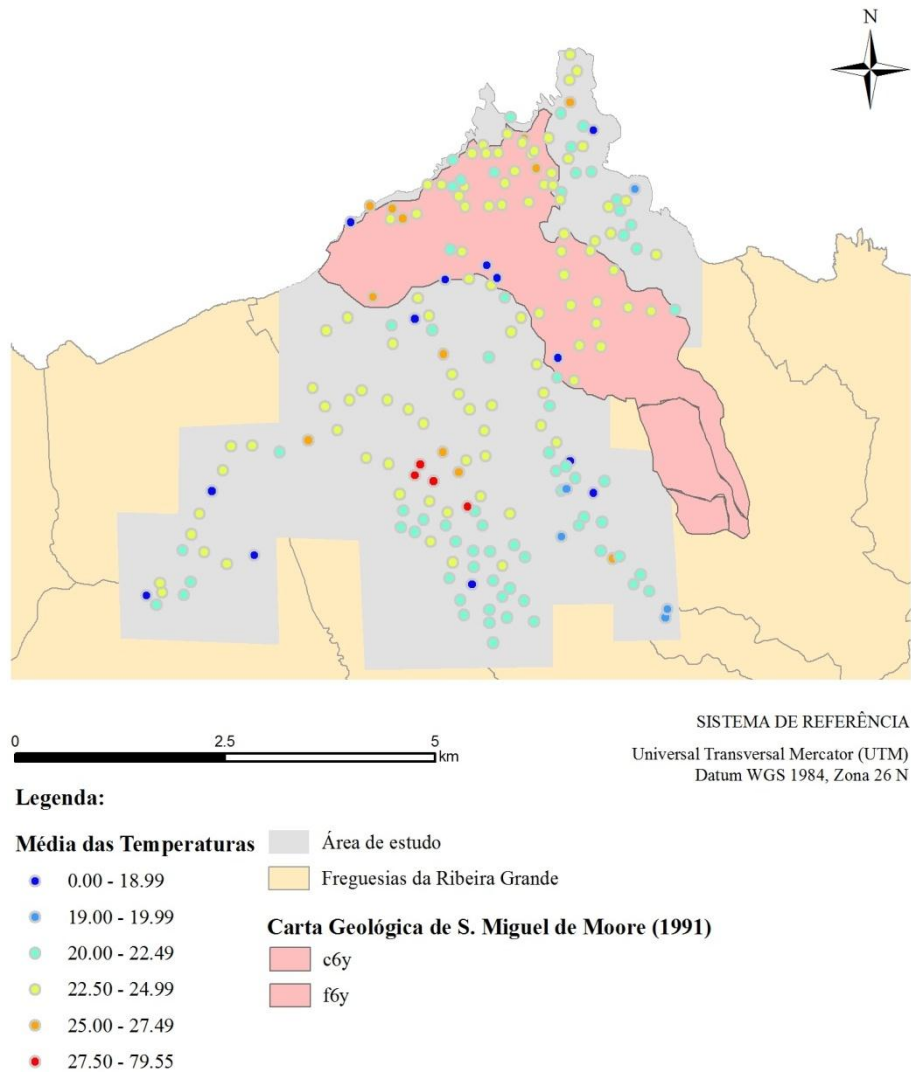 N
SISTEMA DE REFERÊNCIA
Universal Transversal Mercator (UTM)
Datum WGS 1984, Zona 26 N
0 2.5 5
km
Legenda:
Média das Temperaturas
0.00 - 18.99
19.00 - 19.99
20.00 - 22.49
22.50 - 24.99
25.00 - 27.49
27.50 - 79.55
Área de estudo
Freguesias da Ribeira Grande
Carta Geológica de S. Miguel de Moore (1991)
c6y
f6y